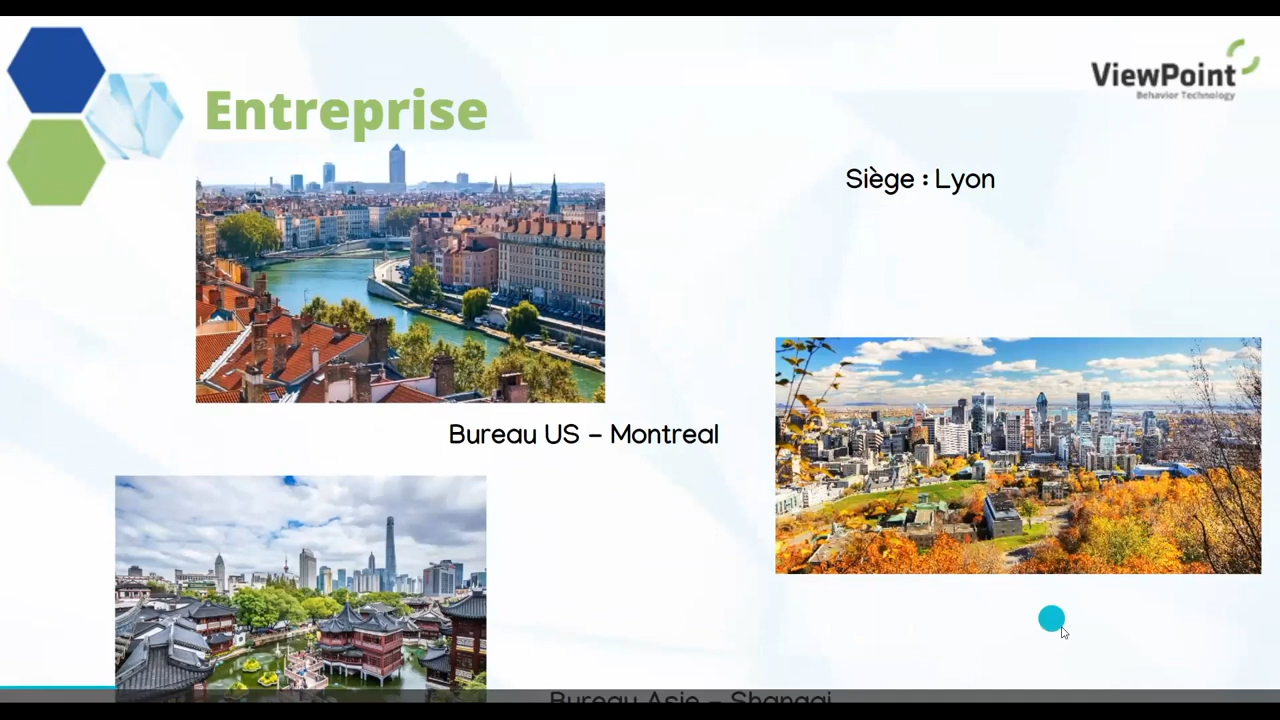 ViewPoint
Behavior Technology
Entreprise
Siège : Lyon
Bureau US – Montreal
Bureau Asie – Shangai